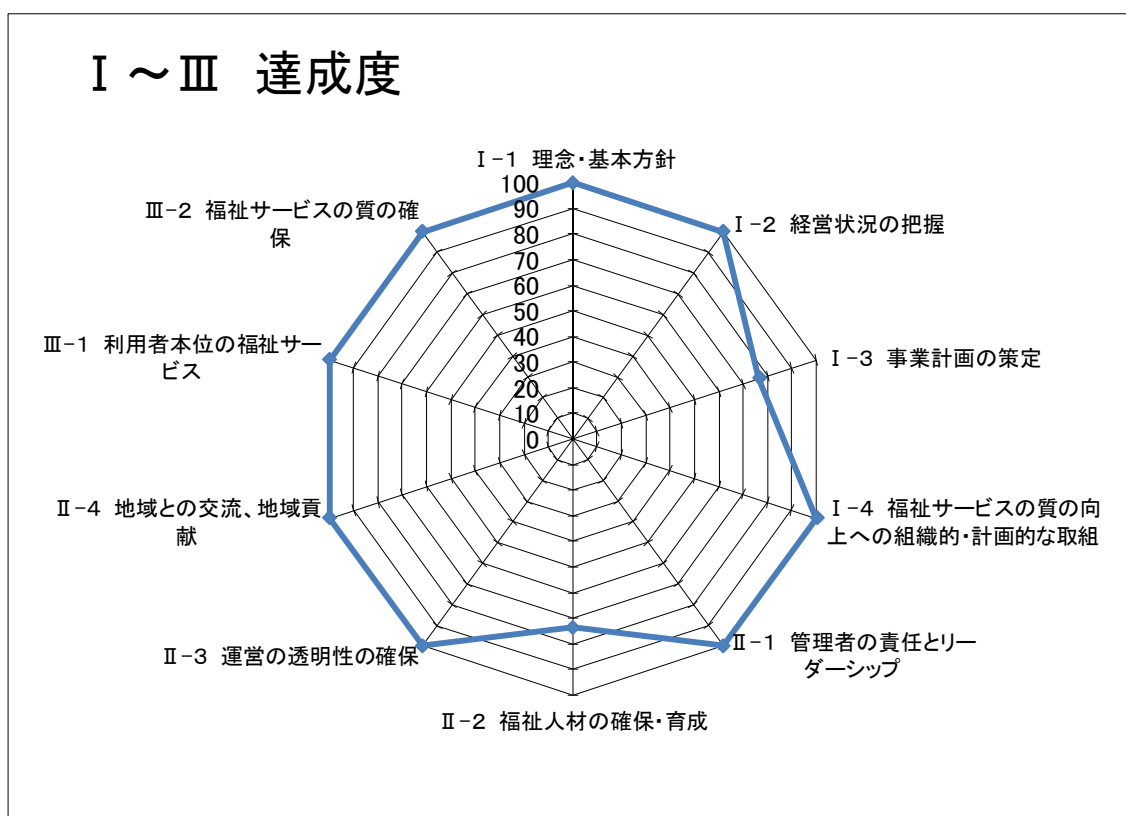 Ⅰ～Ⅲ 達成度
Ⅰ-1 理念・基本方針
100
90
80
70
60
50
40
30
20
10
0
Ⅰ-2 経営状況の把握
Ⅰ-3 事業計画の策定
Ⅰ-4 福祉サービスの質の向
上への組織的・計画的な取組
Ⅱ-1 管理者の責任とリー
ダーシップ
Ⅱ-2 福祉人材の確保・育成
Ⅱ-3 運営の透明性の確保
Ⅱ-4 地域との交流、地域貢
献
Ⅲ-1 利用者本位の福祉サー
ビス
Ⅲ-2 福祉サービスの質の確
保